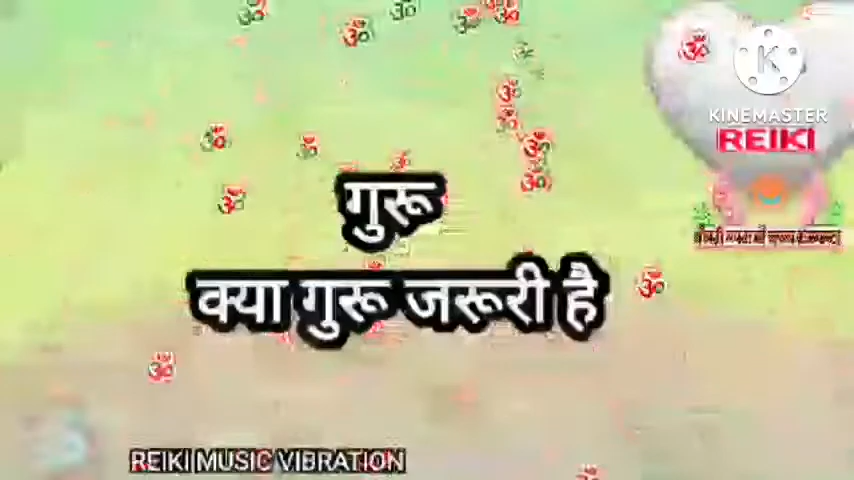 KINEMASTER
REIKI
गुरू
क्या गुरू जरूरी है
REIKI MUSIC VIBRATION